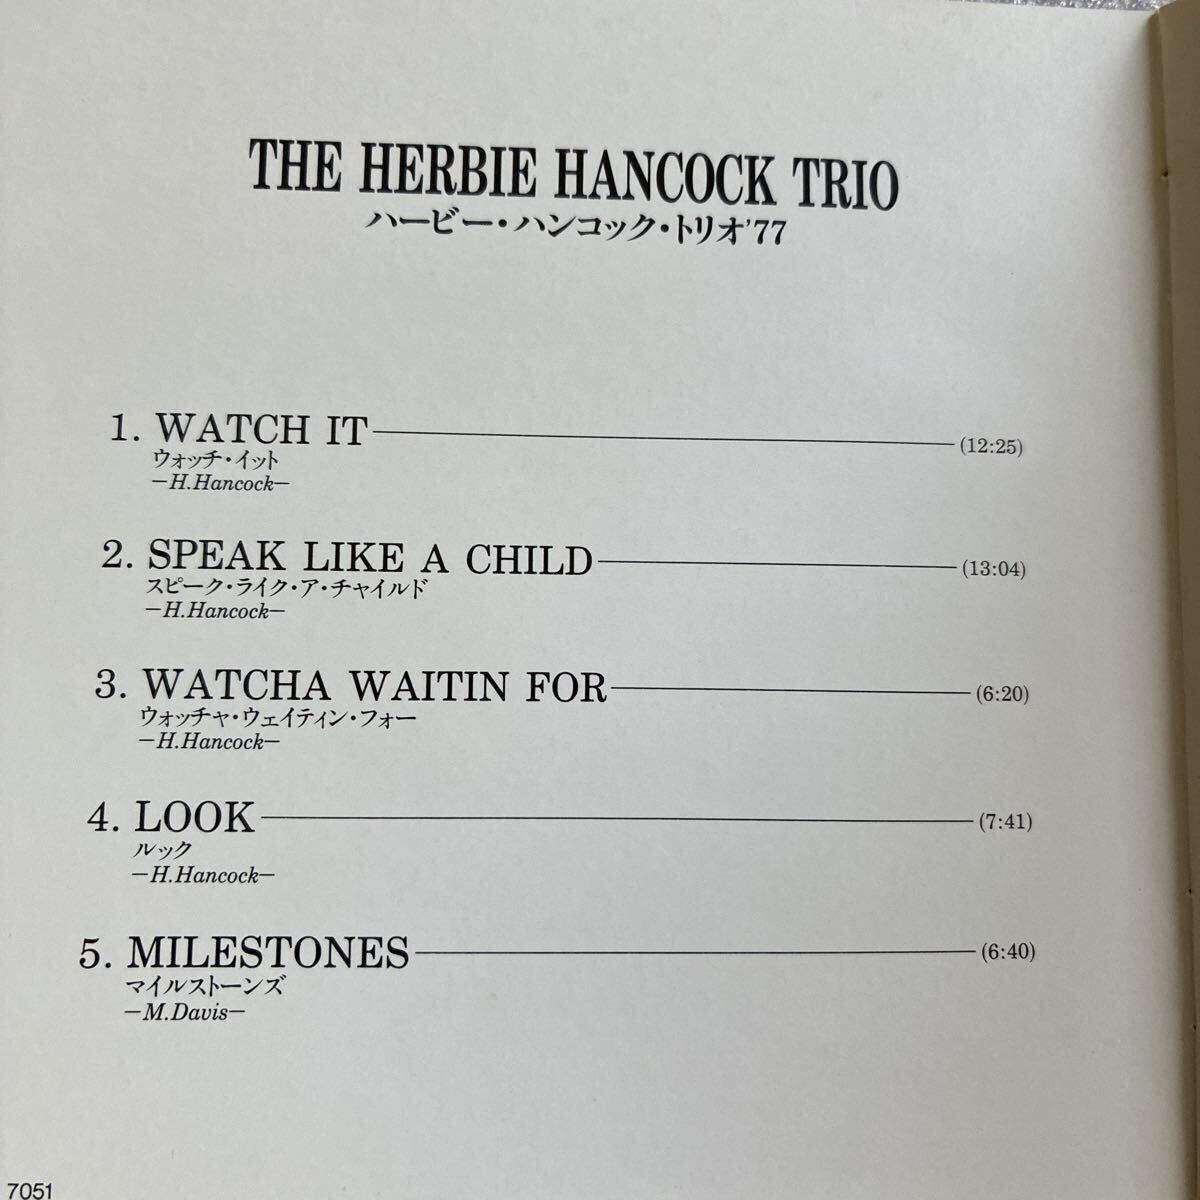 THE HERBIE HANCOCK TRIO
ハービー・ハンコック・トリオ'77
1. WATCH IT (12:25)
ウォッチ・イット
—H.Hancock—
2. SPEAK LIKE A CHILD (13:04)
スピーク・ライク・ア・チャイルド
—H.Hancock—
3. WATCHA WAITIN FOR (6:20)
ウォッチャ・ウェイティン・フォー
—H.Hancock—
4. LOOK (7:41)
ルック
—H.Hancock—
5. MILESTONES (6:40)
マイルストーンズ
—M.Davis—
7051